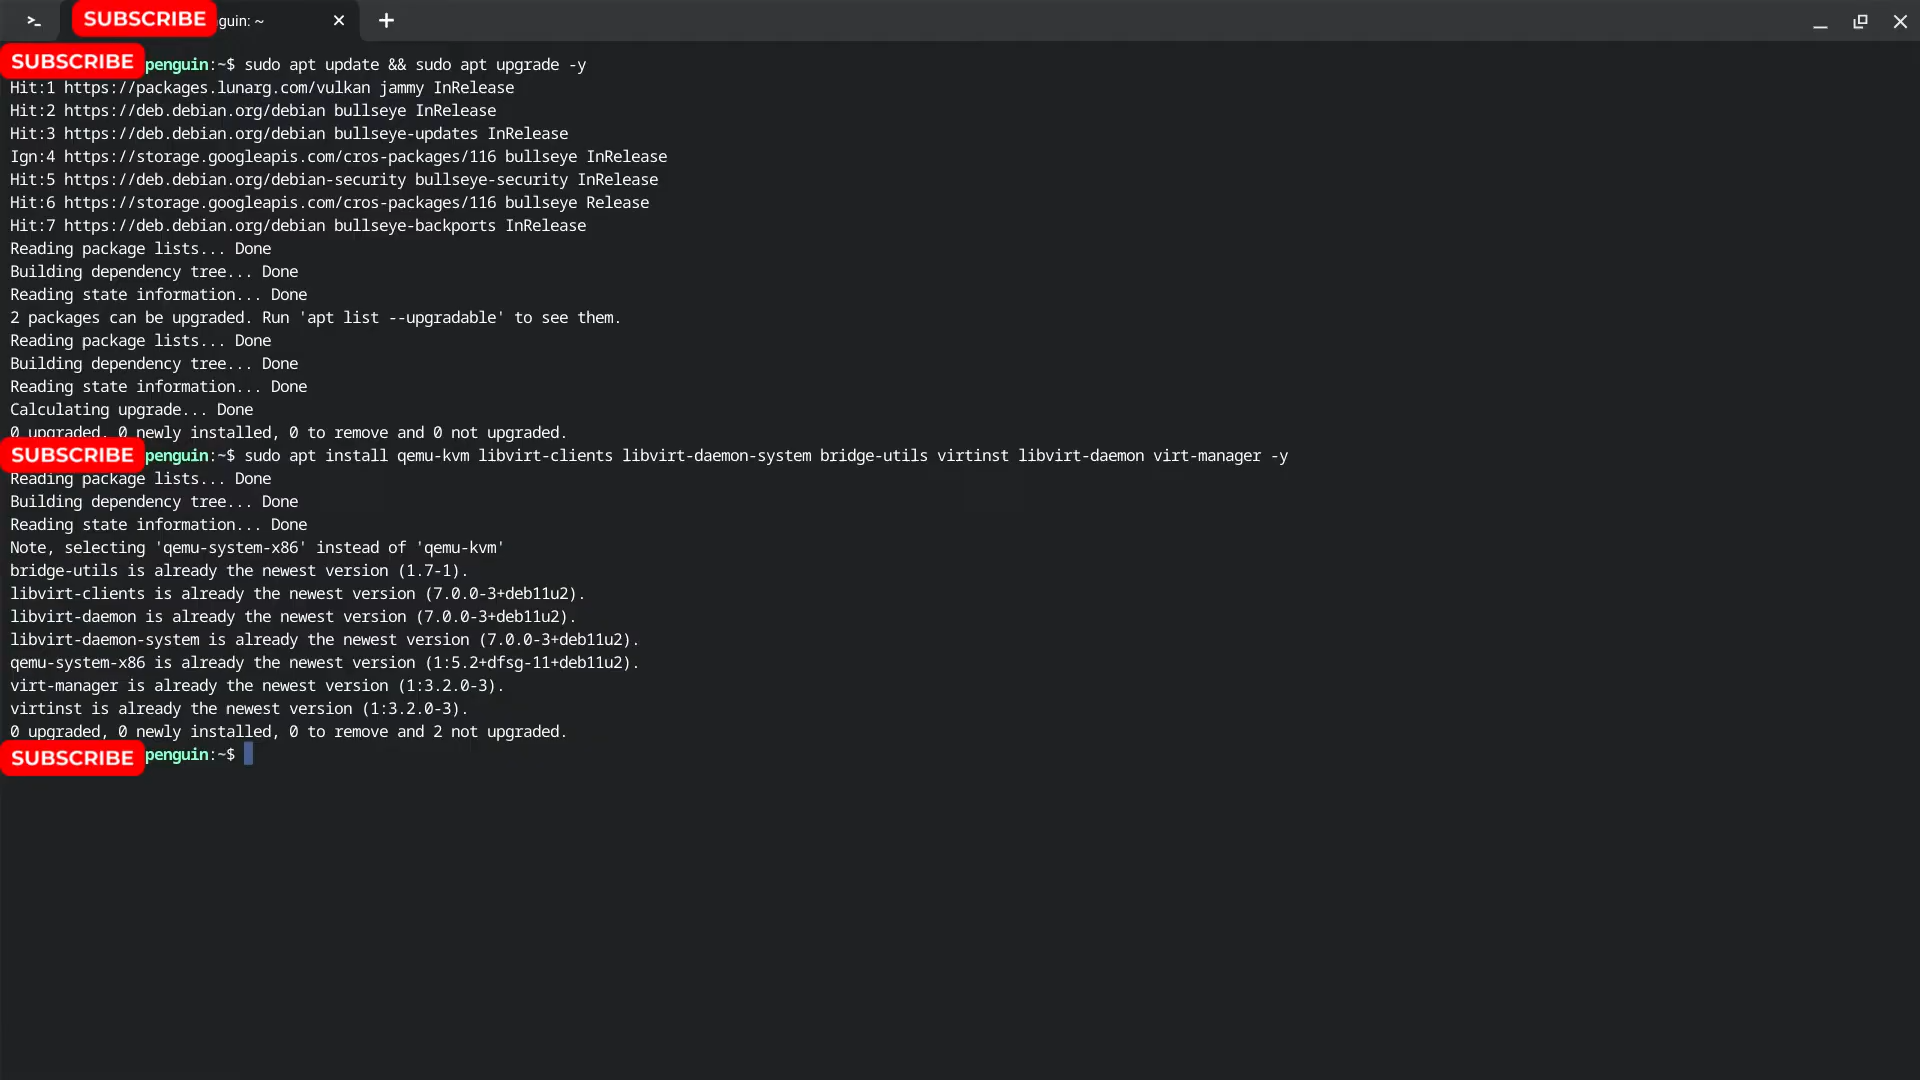 SUBSCRIBE guin: ~
SUBSCRIBE penguin:~$ sudo apt update && sudo apt upgrade -y
Hit:1 https://packages.lunarg.com/vulkan jammy InRelease
Hit:2 https://deb.debian.org/debian bullseye InRelease
Hit:3 https://deb.debian.org/debian bullseye-updates InRelease
Ign:4 https://storage.googleapis.com/cros-packages/116 bullseye InRelease
Hit:5 https://deb.debian.org/debian-security bullseye-security InRelease
Hit:6 https://storage.googleapis.com/cros-packages/116 bullseye Release
Hit:7 https://deb.debian.org/debian bullseye-backports InRelease
Reading package lists... Done
Building dependency tree... Done
Reading state information... Done
2 packages can be upgraded. Run 'apt list --upgradable' to see them.
Reading package lists... Done
Building dependency tree... Done
Reading state information... Done
Calculating upgrade... Done
0 upgraded, 0 newly installed, 0 to remove and 0 not upgraded.
SUBSCRIBE penguin:~$ sudo apt install qemu-kvm libvirt-clients libvirt-daemon-system bridge-utils virtinst libvirt-daemon virt-manager -y
Reading package lists... Done
Building dependency tree... Done
Reading state information... Done
Note, selecting 'qemu-system-x86' instead of 'qemu-kvm'
bridge-utils is already the newest version (1.7-1).
libvirt-clients is already the newest version (7.0.0-3+deb11u2).
libvirt-daemon is already the newest version (7.0.0-3+deb11u2).
libvirt-daemon-system is already the newest version (7.0.0-3+deb11u2).
qemu-system-x86 is already the newest version (1:5.2+dfsg-11+deb11u2).
virt-manager is already the newest version (1:3.2.0-3).
virtinst is already the newest version (1:3.2.0-3).
0 upgraded, 0 newly installed, 0 to remove and 2 not upgraded.
SUBSCRIBE penguin:~$